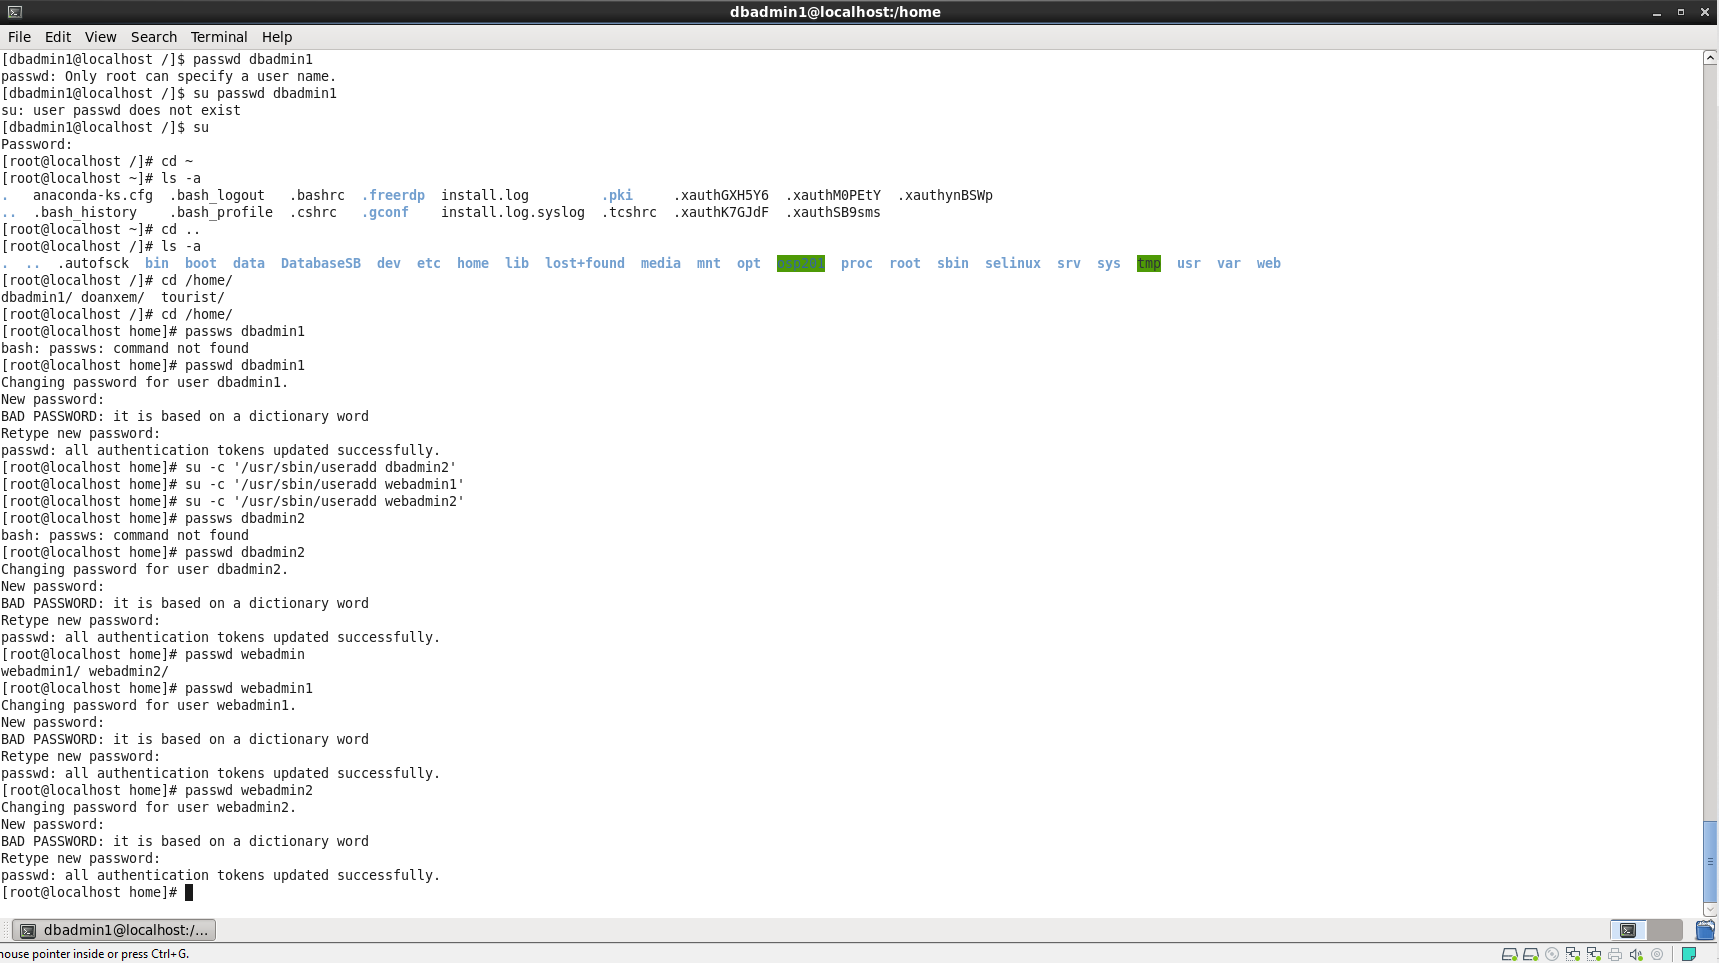 dbadmin1@localhost:/home
File Edit View Search Terminal Help
[dbadmin1@localhost /]$ passwd dbadmin1
passwd: Only root can specify a user name.
[dbadmin1@localhost /]$ su passwd dbadmin1
su: user passwd does not exist
[dbadmin1@localhost /]$ su
Password:
[root@localhost /]# cd ~
[root@localhost ~]# ls -a
. anaconda-ks.cfg .bash_logout .bashrc .freerdp install.log .pki .xauthGXH5Y6 .xauthM0PEtY .xauthynBSWp
.. .bash_history .bash_profile .cshrc .gconf install.log.syslog .tcshrc .xauthK7GJdF .xauthSB9sms
[root@localhost ~]# cd ..
[root@localhost /]# ls -a
. .. .autofsck bin boot data DatabaseSB dev etc home lib lost+found media mnt opt osp201 proc root sbin selinux srv sys tmp usr var web
[root@localhost /]# cd /home/
dbadmin1/ doanxem/ tourist/
[root@localhost /]# cd /home/
[root@localhost home]# passws dbadmin1
bash: passws: command not found
[root@localhost home]# passwd dbadmin1
Changing password for user dbadmin1.
New password:
BAD PASSWORD: it is based on a dictionary word
Retype new password:
passwd: all authentication tokens updated successfully.
[root@localhost home]# su -c '/usr/sbin/useradd dbadmin2'
[root@localhost home]# su -c '/usr/sbin/useradd webadmin1'
[root@localhost home]# su -c '/usr/sbin/useradd webadmin2'
[root@localhost home]# passws dbadmin2
bash: passws: command not found
[root@localhost home]# passwd dbadmin2
Changing password for user dbadmin2.
New password:
BAD PASSWORD: it is based on a dictionary word
Retype new password:
passwd: all authentication tokens updated successfully.
[root@localhost home]# passwd webadmin
webadmin1/ webadmin2/
[root@localhost home]# passwd webadmin1
Changing password for user webadmin1.
New password:
BAD PASSWORD: it is based on a dictionary word
Retype new password:
passwd: all authentication tokens updated successfully.
[root@localhost home]# passwd webadmin2
Changing password for user webadmin2.
New password:
BAD PASSWORD: it is based on a dictionary word
Retype new password:
passwd: all authentication tokens updated successfully.
[root@localhost home]#
dbadmin1@localhost:/...
nouse pointer inside or press Ctrl+G.